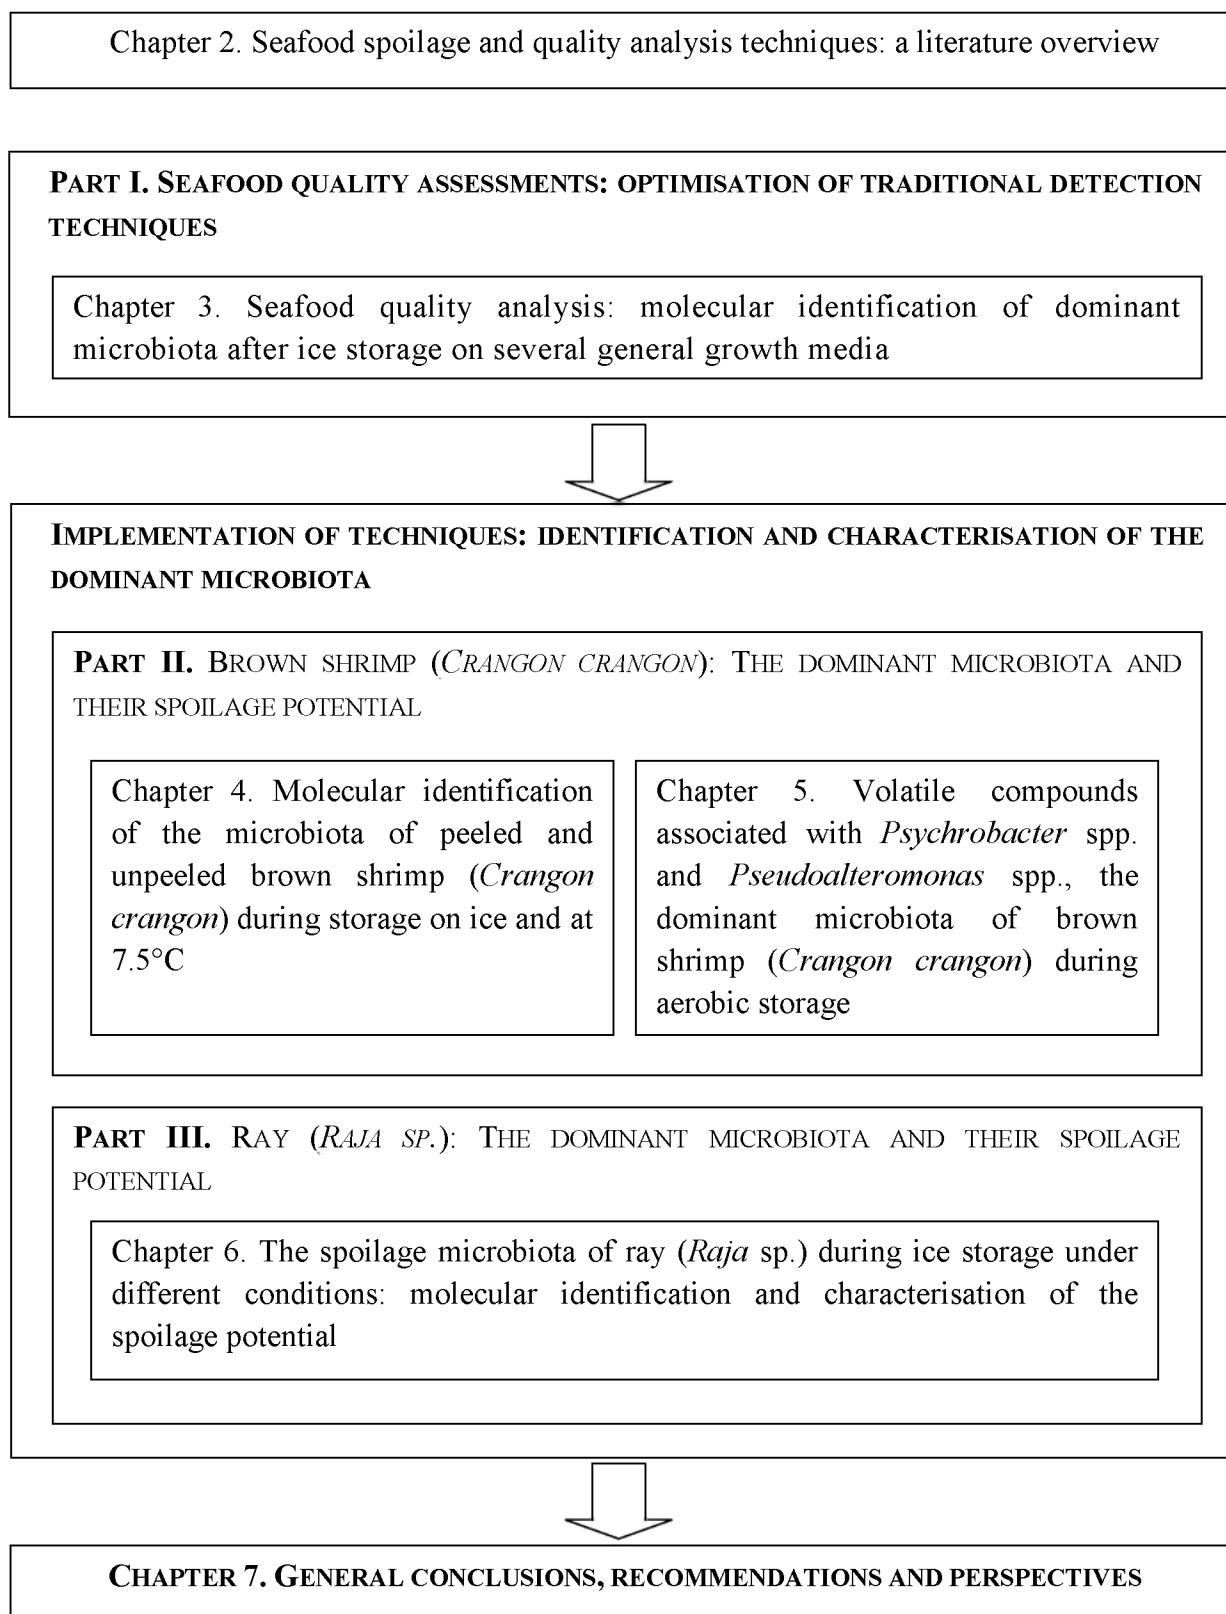 Chapter 2. Seafood spoilage and quality analysis techniques: a literature overview
PART I. SEAFOOD QUALITY ASSESSMENTS: OPTIMISATION OF TRADITIONAL DETECTION
TECHNIQUES
Chapter 3. Seafood quality analysis: molecular identification of dominant
microbiota after ice storage on several general growth media
IMPLEMENTATION OF TECHNIQUES: IDENTIFICATION AND CHARACTERISATION OF THE
DOMINANT MICROBIOTA
PART II. BROWN SHRIMP (CRANGON CRANGON): THE DOMINANT MICROBIOTA AND
THEIR SPOILAGE POTENTIAL
Chapter 4. Molecular identification
of the microbiota of peeled and
unpeeled brown shrimp (Crangon
crangon) during storage on ice and at
7.5°C
Chapter 5. Volatile compounds
associated with Psychrobacter spp.
and Pseudoalteromonas spp., the
dominant microbiota of brown
shrimp (Crangon crangon) during
aerobic storage
PART III. RAY (RAJA SP.): THE DOMINANT MICROBIOTA AND THEIR SPOILAGE
POTENTIAL
Chapter 6. The spoilage microbiota of ray (Raja sp.) during ice storage under
different conditions: molecular identification and characterisation of the
spoilage potential
CHAPTER 7. GENERAL CONCLUSIONS, RECOMMENDATIONS AND PERSPECTIVES